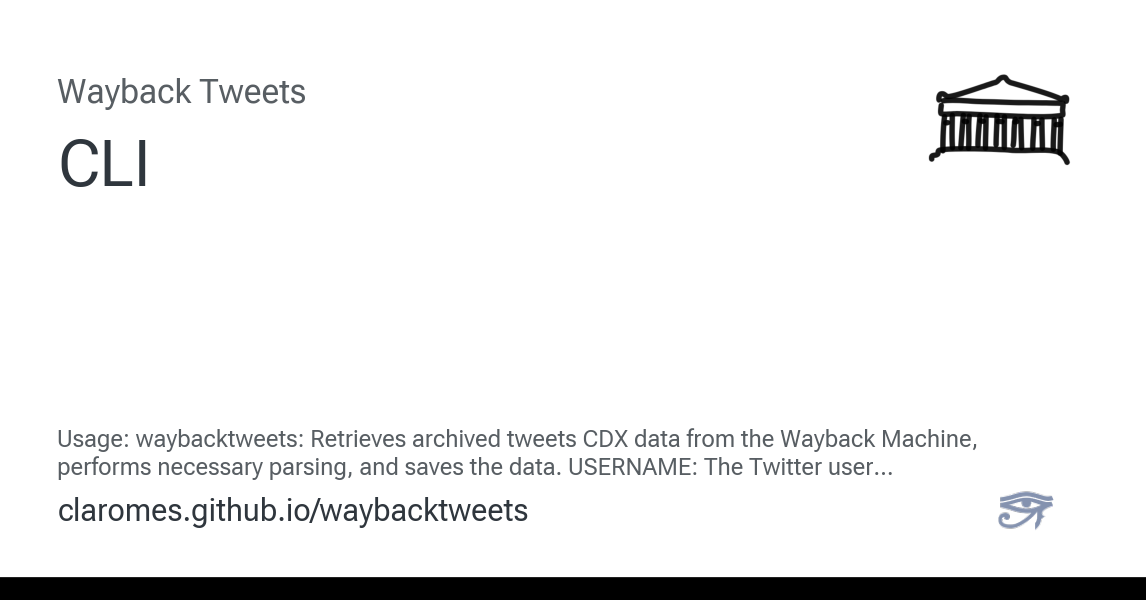 Wayback Tweets
CLI
Usage: waybacktweets: Retrieves archived tweets CDX data from the Wayback Machine,
performs necessary parsing, and saves the data. USERNAME: The Twitter user...
claromes.github.io/waybacktweets